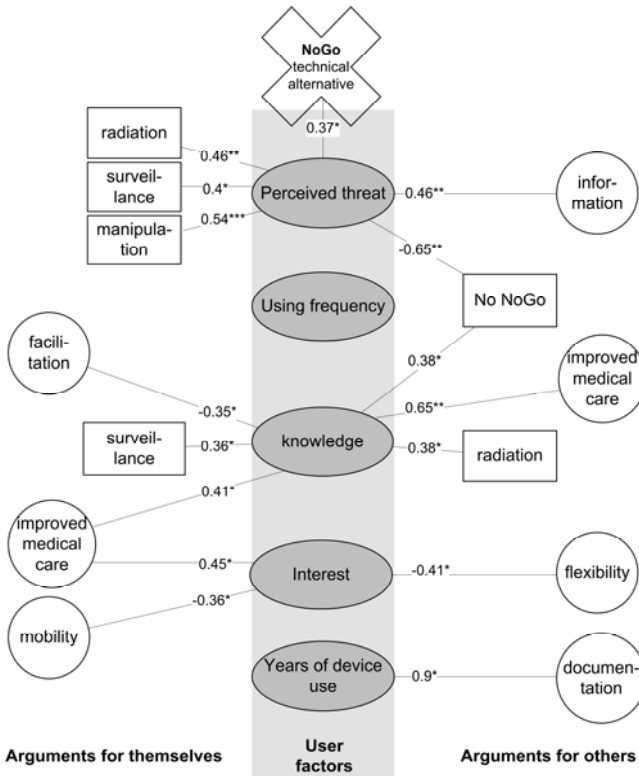 NoGo
technical
alternative
0.37*
radiation
0.46**
surveil-
lance
0.4*
manipula-
tion
0.54***
Perceived threat
0.46**
infor-
mation
-0.65**
No NoGo
Using frequency
facili-
tation
-0.35*
0.38*
improved
medical
care
0.65**
surveil-
lance
0.36*
knowledge
0.38*
radiation
0.41*
improved
medical
care
0.45*
Interest
-0.41*
flexibility
-0.36*
mobility
Years of device
use
0.9*
documen-
tation
Arguments for themselves
User
factors
Arguments for others